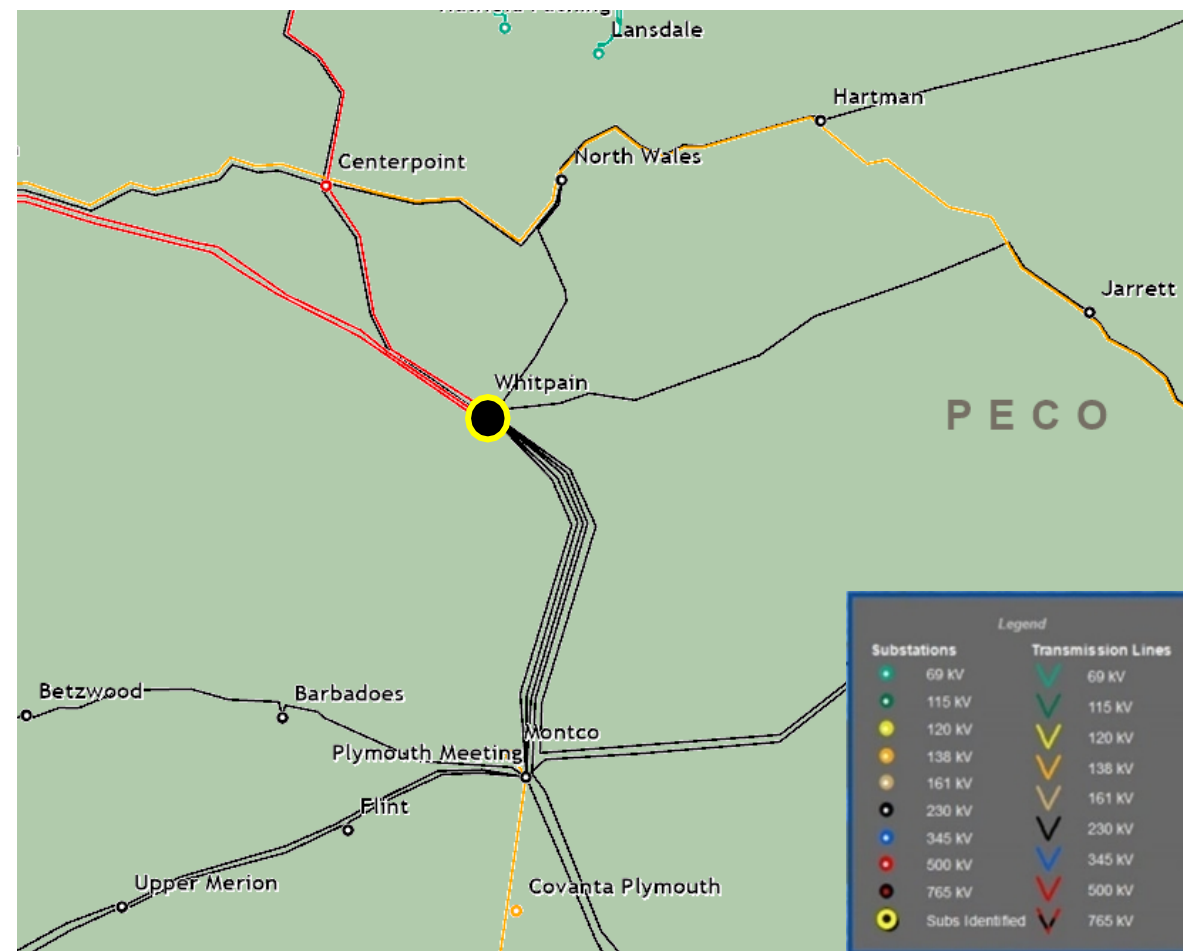 Lansdale
Hartman
Centerpoint
North Wales
Jarrett
Whitpain
PECO
Betzwood
Barbadoes
Montco
Plymouth Meeting
Flint
Upper Merion
Covanta Plymouth
Legend
Substations
69 kV
115 kV
120 kV
138 kV
161 kV
230 kV
345 kV
500 kV
765 kV
Subs Identified
Transmission Lines
69 kV
115 kV
120 kV
138 kV
161 kV
230 kV
345 kV
500 kV
765 kV